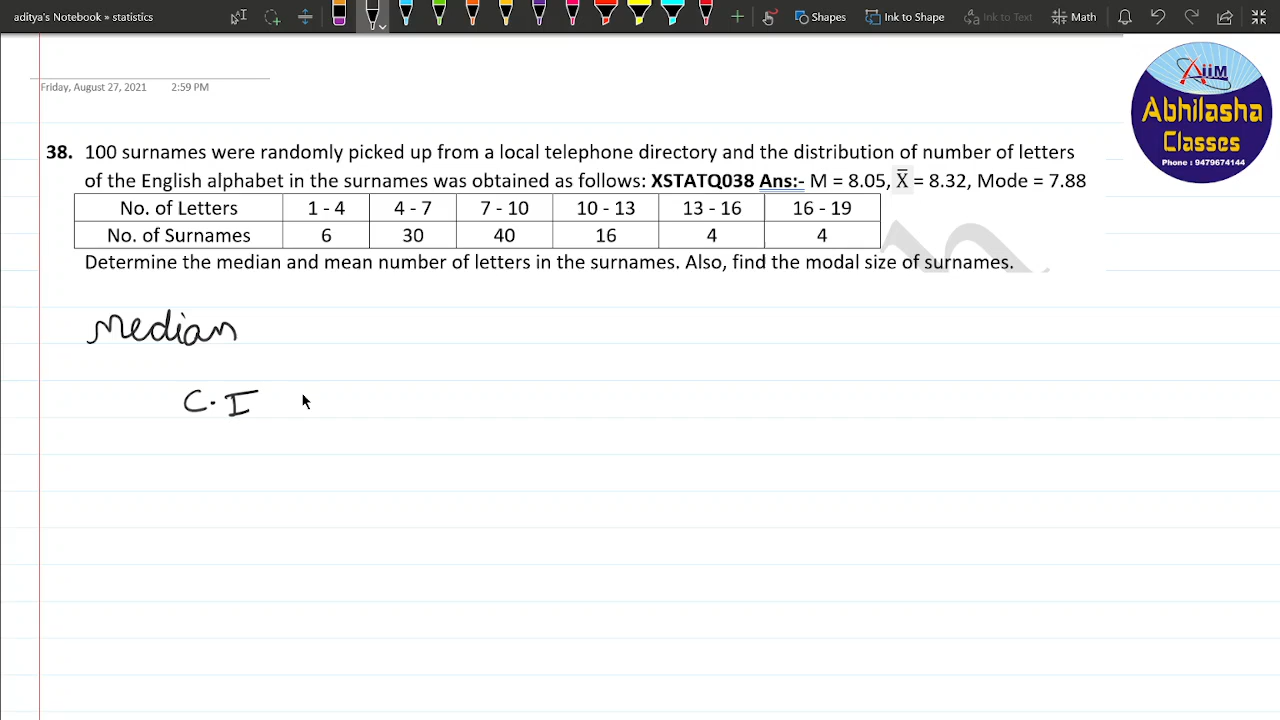 aditya's Notebook » statistics
Shapes
Ink to Shape
Ink to Text
Math
Friday, August 27, 2021 2:59 PM
AiiM
Abhilasha
Classes
Phone : 9479674144
38. 100 surnames were randomly picked up from a local telephone directory and the distribution of number of letters
of the English alphabet in the surnames was obtained as follows: XSTATQ038 Ans:- M = 8.05, X̅ = 8.32, Mode = 7.88
No. of Letters 1 - 4 4 - 7 7 - 10 10 - 13 13 - 16 16 - 19
No. of Surnames 6 30 40 16 4 4
Determine the median and mean number of letters in the surnames. Also, find the modal size of surnames.
Median
C.I